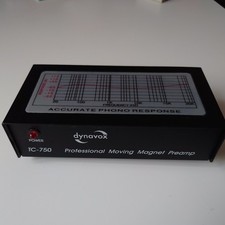 ACCURATE PHONO RESPONSE
dynavox
POWER
TC-750 Professional Moving Magnet Preamp